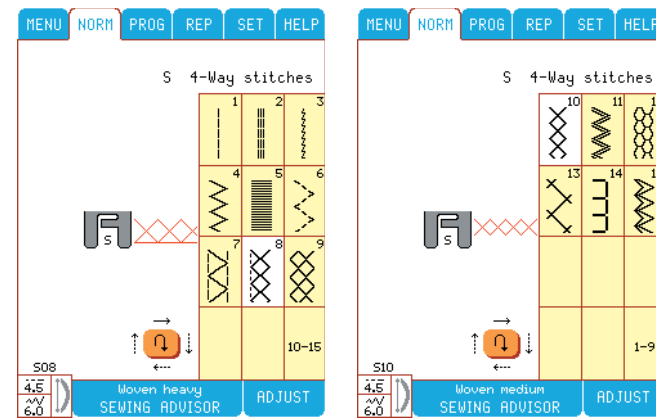 MENU NORM PROG REP SET HELP
S 4-Way stitches
1 2 3
4 5 6
7 8 9
S
10-15
S08
4.5
6.0
Woven heavy
SEWING ADVISOR
ADJUST
MENU NORM PROG REP SET HELP
S 4-Way stitches
10 11
13 14
S
1-9
S10
4.5
6.0
Woven medium
SEWING ADVISOR
ADJUST